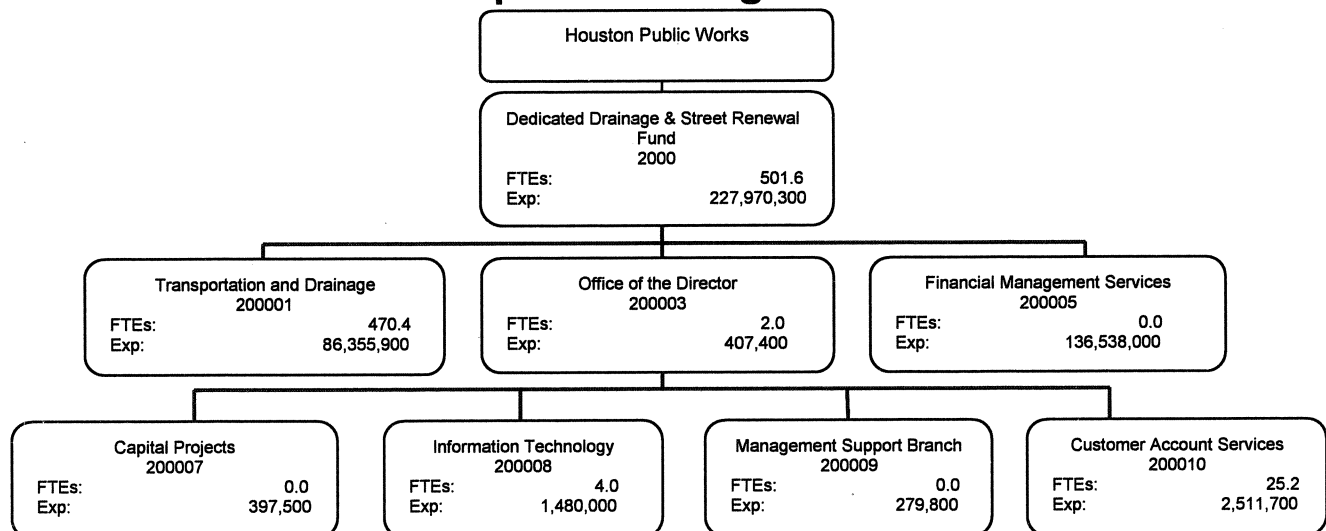 Houston Public Works
Dedicated Drainage & Street Renewal
Fund
2000
FTEs: 501.6
Exp: 227,970,300
Transportation and Drainage
200001
FTEs: 470.4
Exp: 86,355,900
Office of the Director
200003
FTEs: 2.0
Exp: 407,400
Financial Management Services
200005
FTEs: 0.0
Exp: 136,538,000
Capital Projects
200007
FTEs: 0.0
Exp: 397,500
Information Technology
200008
FTEs: 4.0
Exp: 1,480,000
Management Support Branch
200009
FTEs: 0.0
Exp: 279,800
Customer Account Services
200010
FTEs: 25.2
Exp: 2,511,700